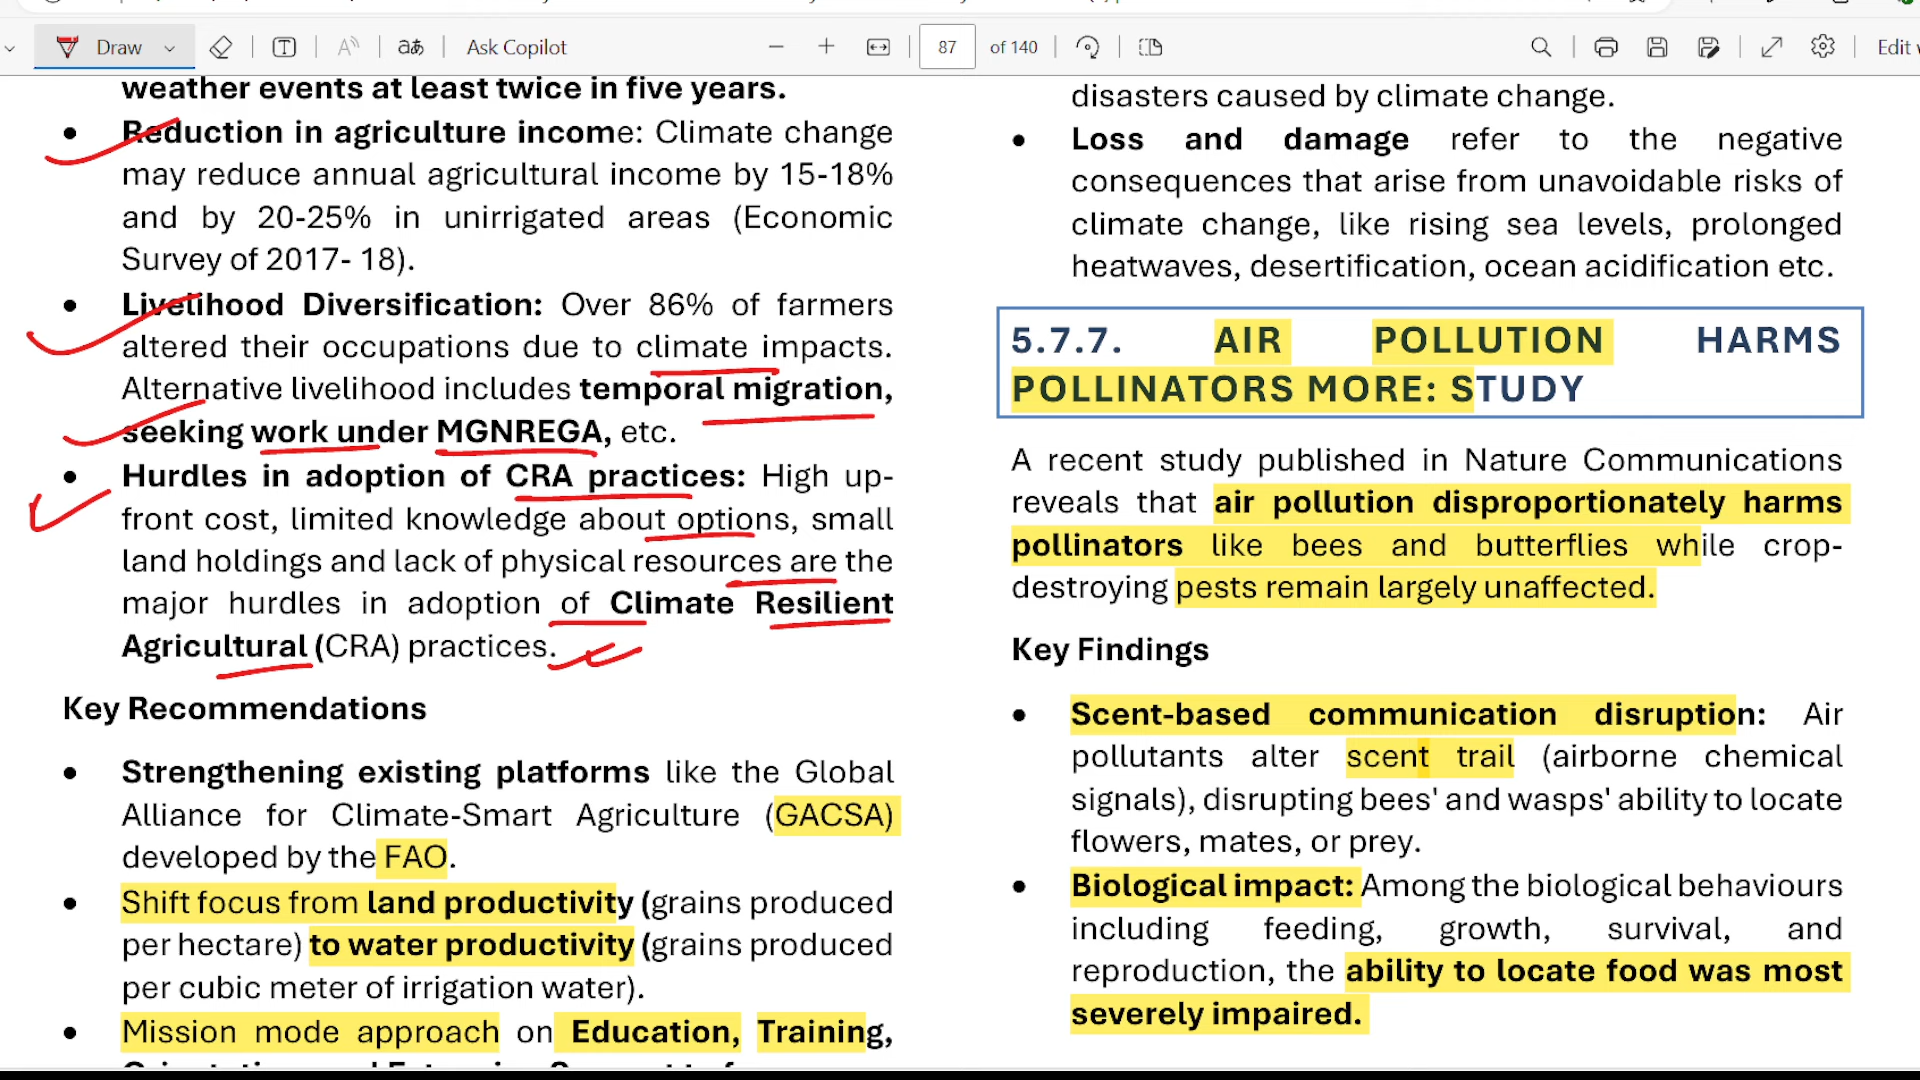 Draw
aあ
Ask Copilot
87
of 140
Edit
weather events at least twice in five years.
• Reduction in agriculture income: Climate change
may reduce annual agricultural income by 15-18%
and by 20-25% in unirrigated areas (Economic
Survey of 2017- 18).
• Livelihood Diversification: Over 86% of farmers
altered their occupations due to climate impacts.
Alternative livelihood includes temporal migration,
seeking work under MGNREGA, etc.
• Hurdles in adoption of CRA practices: High up-
front cost, limited knowledge about options, small
land holdings and lack of physical resources are the
major hurdles in adoption of Climate Resilient
Agricultural (CRA) practices.
Key Recommendations
• Strengthening existing platforms like the Global
Alliance for Climate-Smart Agriculture (GACSA)
developed by the FAO.
• Shift focus from land productivity (grains produced
per hectare) to water productivity (grains produced
per cubic meter of irrigation water).
• Mission mode approach on Education, Training,
disasters caused by climate change.
• Loss and damage refer to the negative
consequences that arise from unavoidable risks of
climate change, like rising sea levels, prolonged
heatwaves, desertification, ocean acidification etc.
5.7.7. AIR POLLUTION HARMS
POLLINATORS MORE: STUDY
A recent study published in Nature Communications
reveals that air pollution disproportionately harms
pollinators like bees and butterflies while crop-
destroying pests remain largely unaffected.
Key Findings
• Scent-based communication disruption: Air
pollutants alter scent trail (airborne chemical
signals), disrupting bees' and wasps' ability to locate
flowers, mates, or prey.
• Biological impact: Among the biological behaviours
including feeding, growth, survival, and
reproduction, the ability to locate food was most
severely impaired.